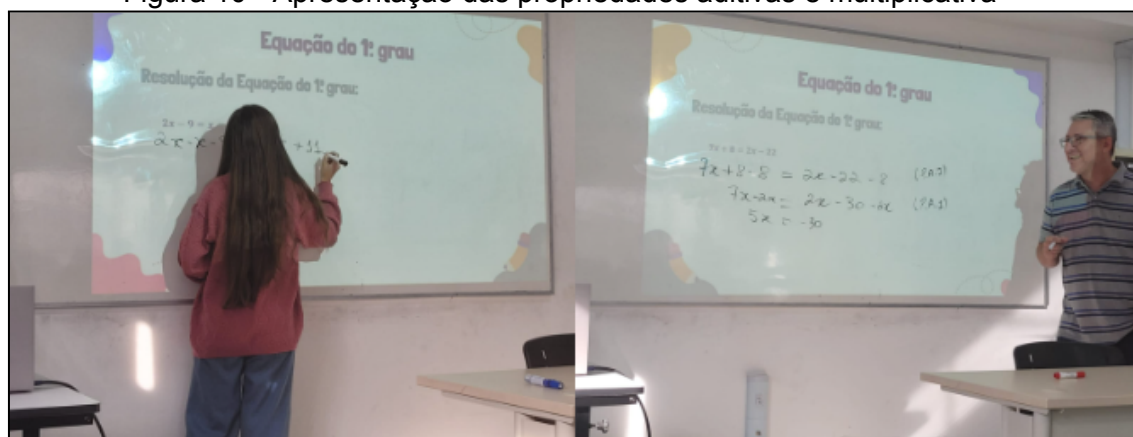 Figura 10 - Apresentação das propriedades aditivas e multiplicativa
Equação do 1º grau
Resolução da Equação do 1º grau:
2x - 9 =
2x-x-
+11
Equação do 1º grau
Resolução da Equação do 1º grau:
7x + 8 = 2x - 22
7x+8-8 = 2x-22-8 (P.A.I)
7x-2x = 2x-30-2x (P.A.I)
5x = -30